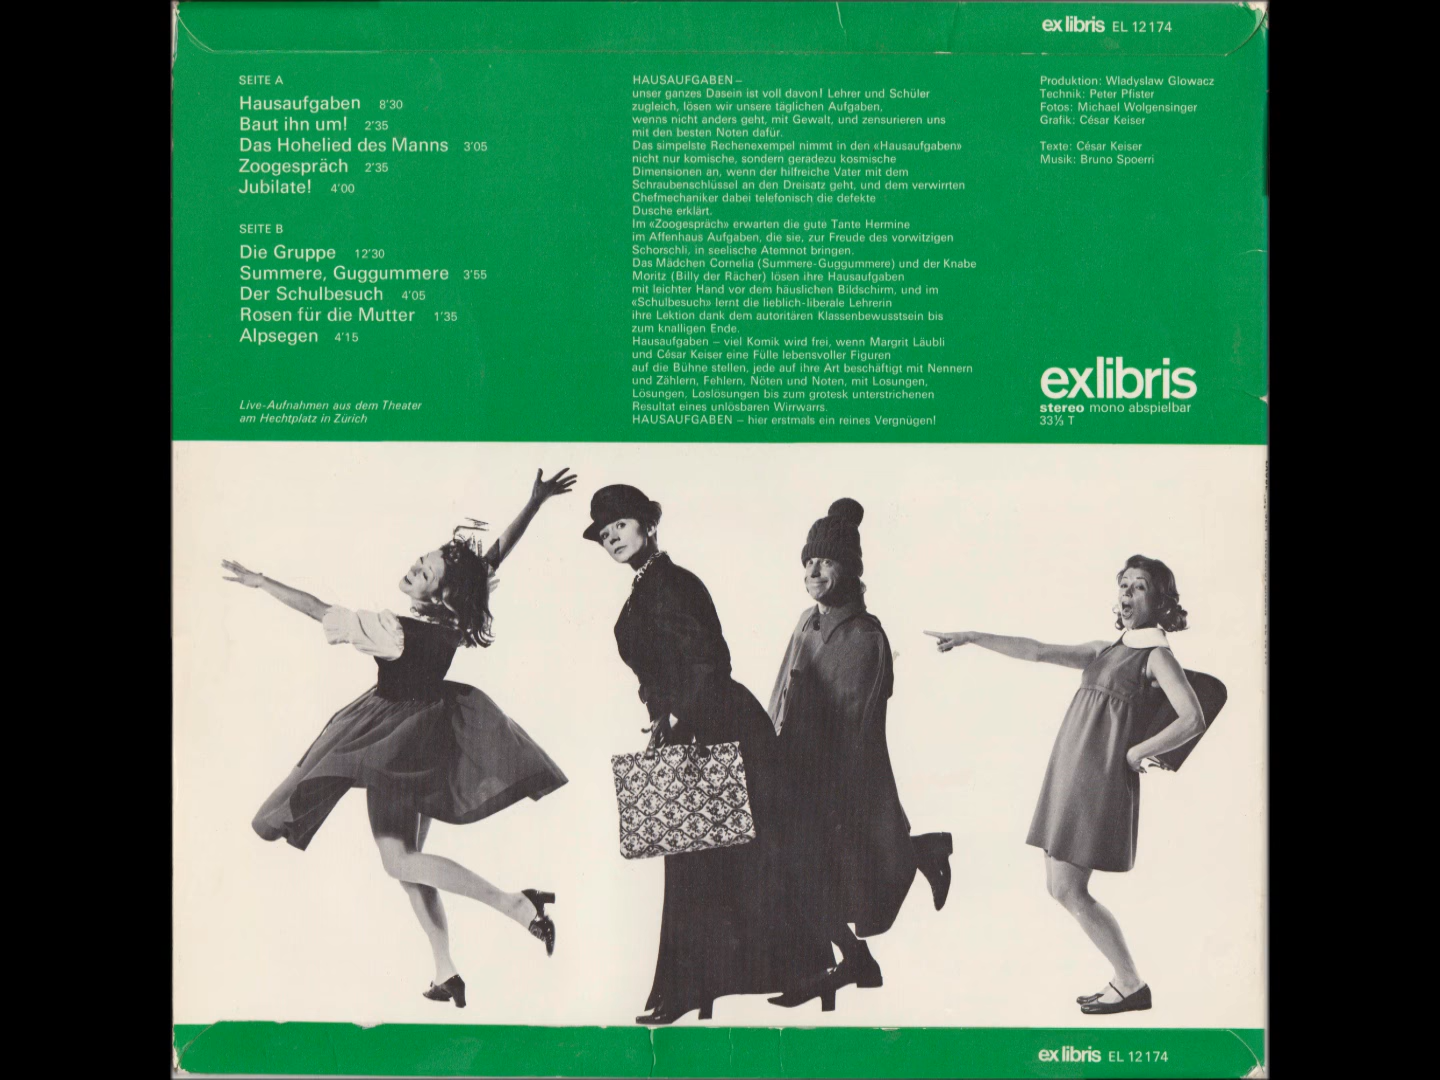 ex libris EL 12 174
SEITE A
Hausaufgaben 8'30
Baut ihn um! 2'35
Das Hohelied des Manns 3'05
Zoogespräch 2'35
Jubilate! 4'00
SEITE B
Die Gruppe 12'30
Summere, Guggummere 3'55
Der Schulbesuch 4'05
Rosen für die Mutter 1'35
Alpsegen 4'15
Live-Aufnahmen aus dem Theater
am Hechtplatz in Zürich
HAUSAUFGABEN –
unser ganzes Dasein ist voll davon! Lehrer und Schüler
zugleich, lösen wir unsere täglichen Aufgaben,
wenns nicht anders geht, mit Gewalt, und zensurieren uns
mit den besten Noten dafür.
Das simpelste Rechenexempel nimmt in den «Hausaufgaben»
nicht nur komische, sondern geradezu kosmische
Dimensionen an, wenn der hilfreiche Vater mit dem
Schraubenschlüssel an den Dreisatz geht, und dem verwirrten
Chefmechaniker dabei telefonisch die defekte
Dusche erklärt.
Im «Zoogespräch» erwarten die gute Tante Hermine
im Affenhaus Aufgaben, die sie, zur Freude des vorwitzigen
Schorschli, in seelische Atemnot bringen.
Das Mädchen Cornelia (Summere-Guggummere) und der Knabe
Moritz (Billy der Rächer) lösen ihre Hausaufgaben
mit leichter Hand vor dem häuslichen Bildschirm, und im
«Schulbesuch» lernt die lieblich-liberale Lehrerin
ihre Lektion dank dem autoritären Klassenbewusstsein bis
zum knalligen Ende.
Hausaufgaben – viel Komik wird frei, wenn Margrit Läubli
und César Keiser eine Fülle lebensvoller Figuren
auf die Bühne stellen, jede auf ihre Art beschäftigt mit Nennern
und Zählern, Fehlern, Nöten und Noten, mit Losungen,
Lösungen, Loslösungen bis zum grotesk unterstrichenen
Resultat eines unlösbaren Wirrwarrs.
HAUSAUFGABEN – hier erstmals ein reines Vergnügen!
Produktion: Wladyslaw Glowacz
Technik: Peter Pfister
Fotos: Michael Wolgensinger
Grafik: César Keiser
Texte: César Keiser
Musik: Bruno Spoerri
exlibris
stereo mono abspielbar
33⅓ T
ex libris EL 12 174